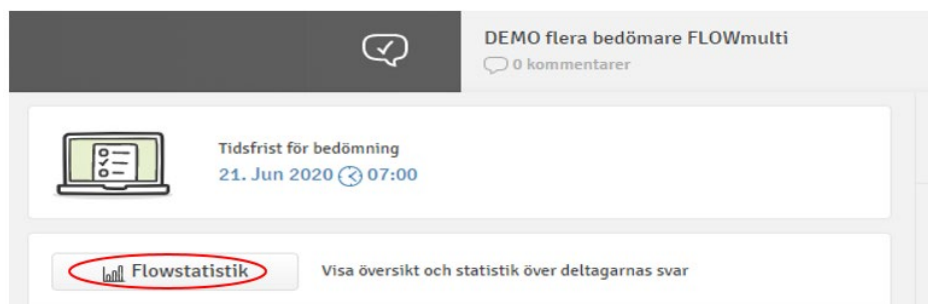 DEMO flera bedömare FLOWmulti
0 kommentarer
Tidsfrist för bedömning
21. Jun 2020 07:00
Flowstatistik
Visa översikt och statistik över deltagarnas svar